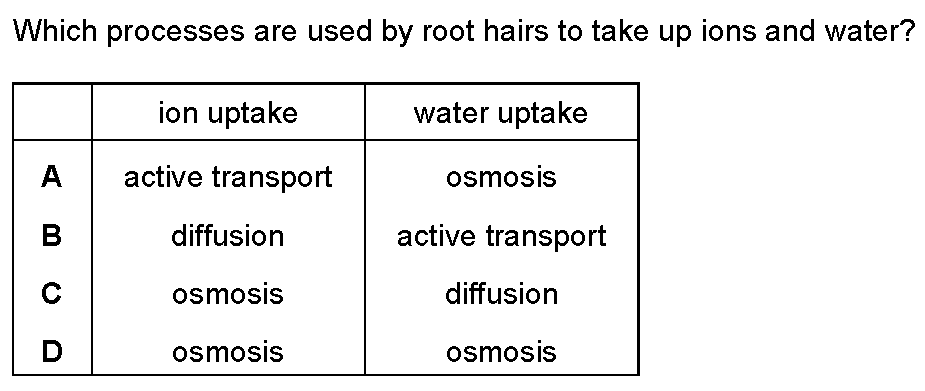 Which processes are used by root hairs to take up ions and water?
ion uptake water uptake
A active transport osmosis
B diffusion active transport
C osmosis diffusion
D osmosis osmosis